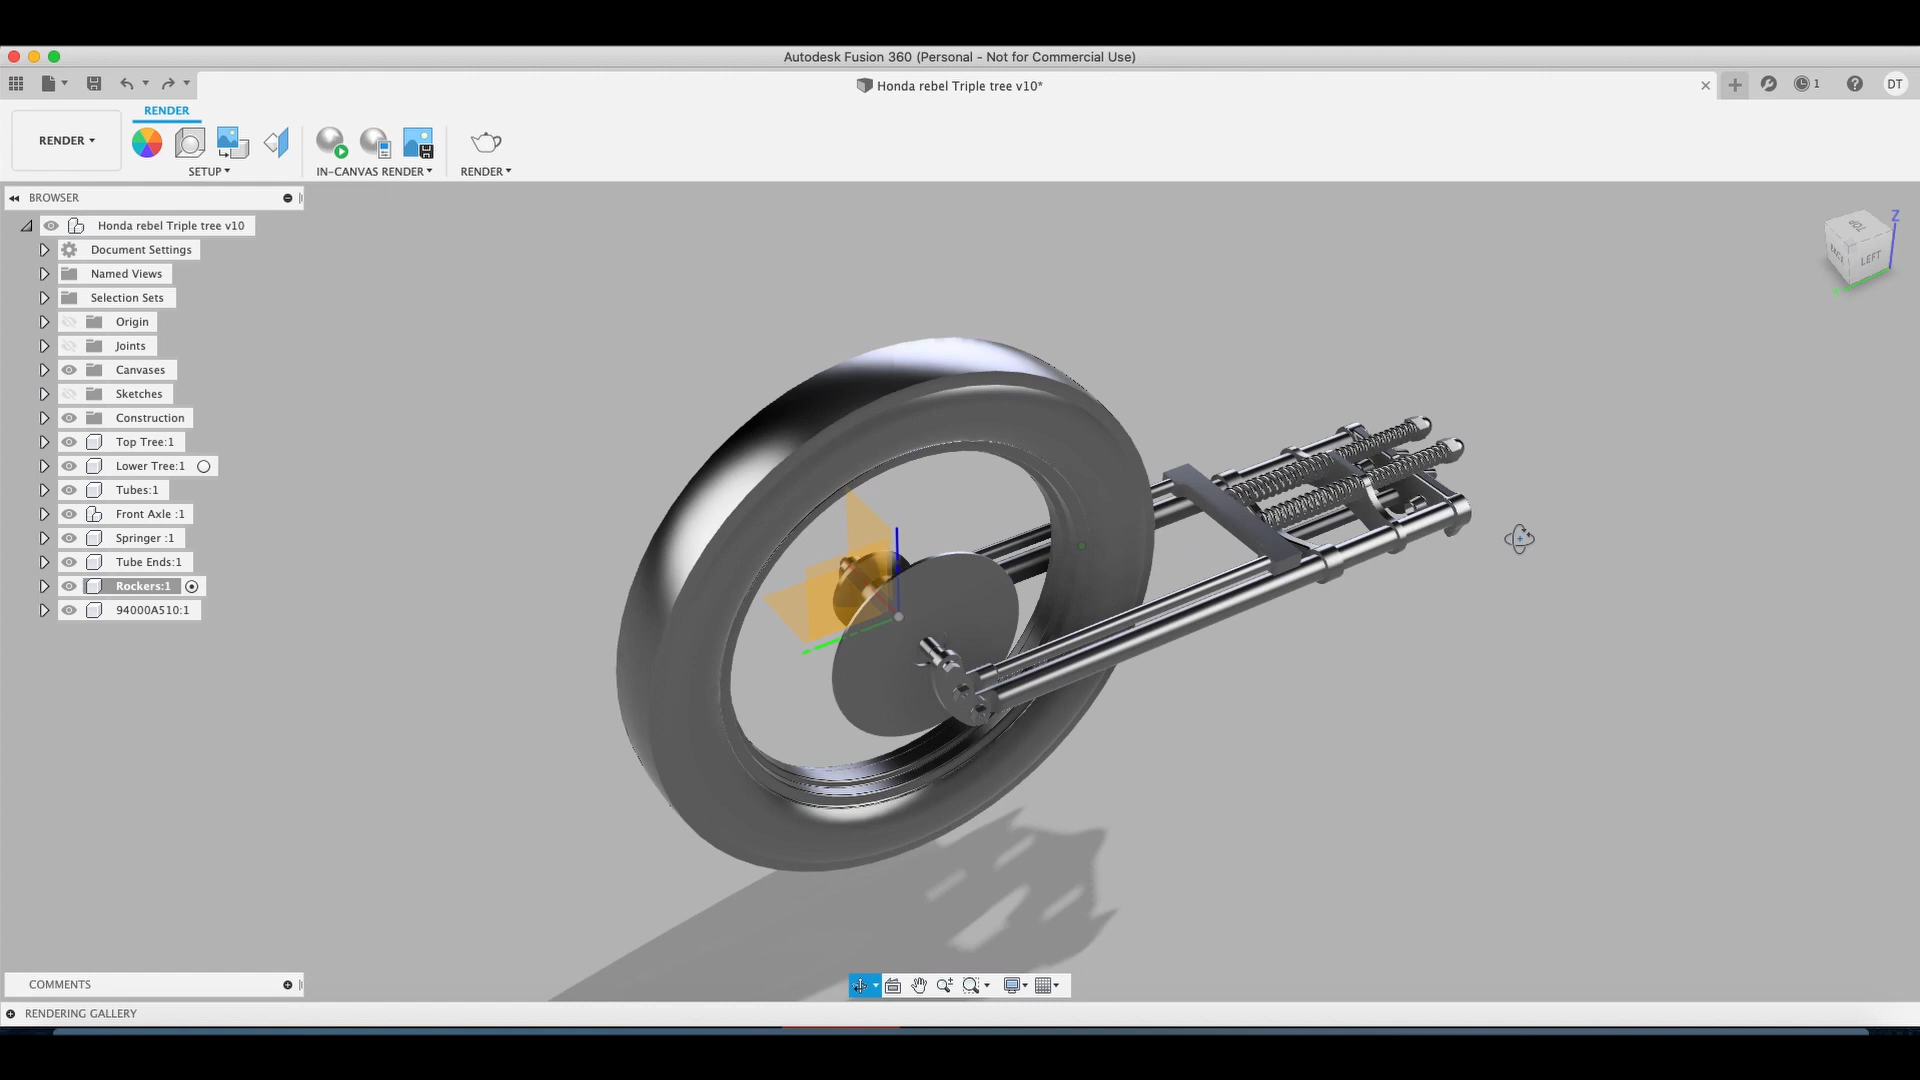 Autodesk Fusion 360 (Personal - Not for Commercial Use)
Honda rebel Triple tree v10*
1
DT
RENDER
RENDER
SETUP
IN-CANVAS RENDER
RENDER
BROWSER
Honda rebel Triple tree v10
Document Settings
Named Views
Selection Sets
Origin
Joints
Canvases
Sketches
Construction
Top Tree:1
Lower Tree:1
Tubes:1
Front Axle :1
Springer :1
Tube Ends:1
Rockers:1
94000A510:1
Z
TOP
BACK
LEFT
COMMENTS
RENDERING GALLERY